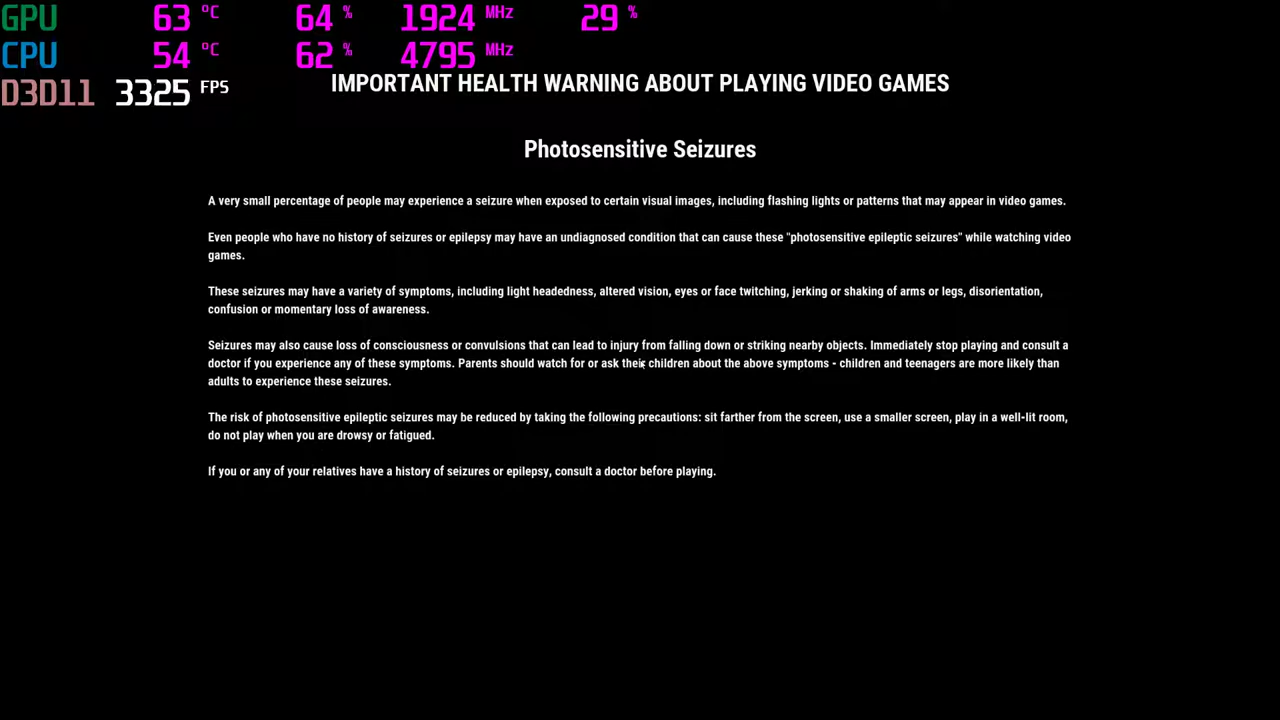 GPU 63 °C 64 % 1924 MHz 29 %
CPU 54 °C 62 % 4795 MHz
D3D11 3325 FPS
IMPORTANT HEALTH WARNING ABOUT PLAYING VIDEO GAMES
Photosensitive Seizures
A very small percentage of people may experience a seizure when exposed to certain visual images, including flashing lights or patterns that may appear in video games.
Even people who have no history of seizures or epilepsy may have an undiagnosed condition that can cause these "photosensitive epileptic seizures" while watching video
games.
These seizures may have a variety of symptoms, including light headedness, altered vision, eyes or face twitching, jerking or shaking of arms or legs, disorientation,
confusion or momentary loss of awareness.
Seizures may also cause loss of consciousness or convulsions that can lead to injury from falling down or striking nearby objects. Immediately stop playing and consult a
doctor if you experience any of these symptoms. Parents should watch for or ask their children about the above symptoms - children and teenagers are more likely than
adults to experience these seizures.
The risk of photosensitive epileptic seizures may be reduced by taking the following precautions: sit farther from the screen, use a smaller screen, play in a well-lit room,
do not play when you are drowsy or fatigued.
If you or any of your relatives have a history of seizures or epilepsy, consult a doctor before playing.